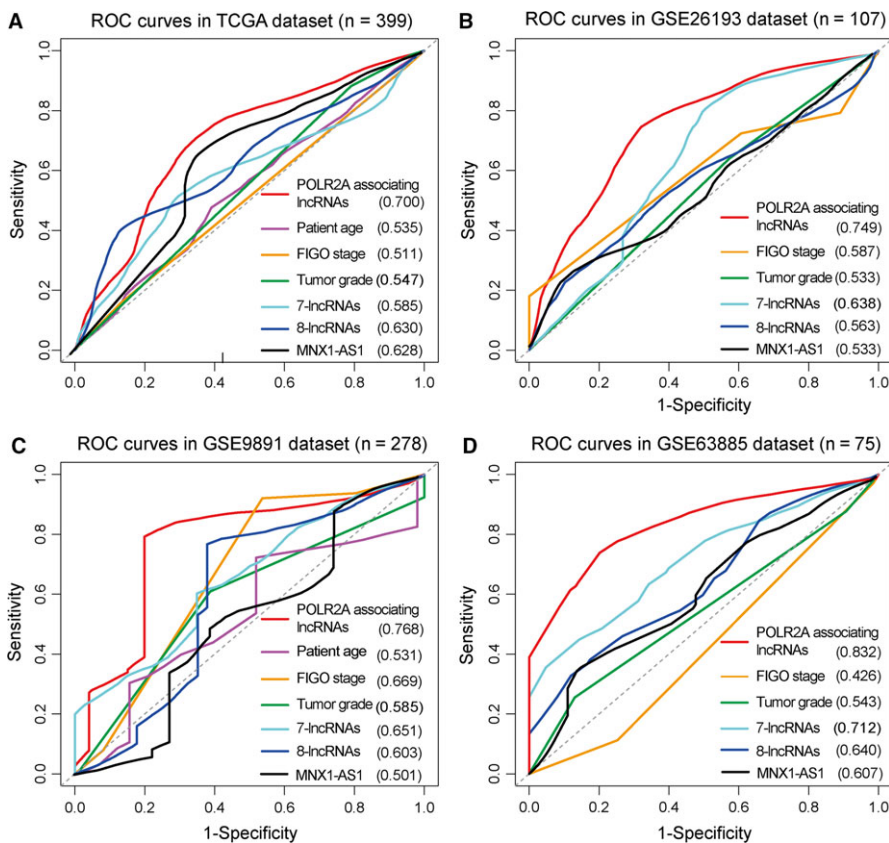 A
ROC curves in TCGA dataset (n = 399)
Sensitivity
1.0
0.8
0.6
0.4
0.2
0.0
0.0 0.2 0.4 0.6 0.8 1.0
POLR2A associating
lncRNAs (0.700)
Patient age (0.535)
FIGO stage (0.511)
Tumor grade (0.547)
7-lncRNAs (0.585)
8-lncRNAs (0.630)
MNX1-AS1 (0.628)
B
ROC curves in GSE26193 dataset (n = 107)
Sensitivity
1.0
0.8
0.6
0.4
0.2
0.0
0.0 0.2 0.4 0.6 0.8 1.0
1-Specificity
POLR2A associating
lncRNAs (0.749)
FIGO stage (0.587)
Tumor grade (0.533)
7-lncRNAs (0.638)
8-lncRNAs (0.563)
MNX1-AS1 (0.533)
C
ROC curves in GSE9891 dataset (n = 278)
Sensitivity
1.0
0.8
0.6
0.4
0.2
0.0
0.0 0.2 0.4 0.6 0.8 1.0
1-Specificity
POLR2A associating
lncRNAs (0.768)
Patient age (0.531)
FIGO stage (0.669)
Tumor grade (0.585)
7-lncRNAs (0.651)
8-lncRNAs (0.603)
MNX1-AS1 (0.501)
D
ROC curves in GSE63885 dataset (n = 75)
Sensitivity
1.0
0.8
0.6
0.4
0.2
0.0
0.0 0.2 0.4 0.6 0.8 1.0
1-Specificity
POLR2A associating
lncRNAs (0.832)
FIGO stage (0.426)
Tumor grade (0.543)
7-lncRNAs (0.712)
8-lncRNAs (0.640)
MNX1-AS1 (0.607)